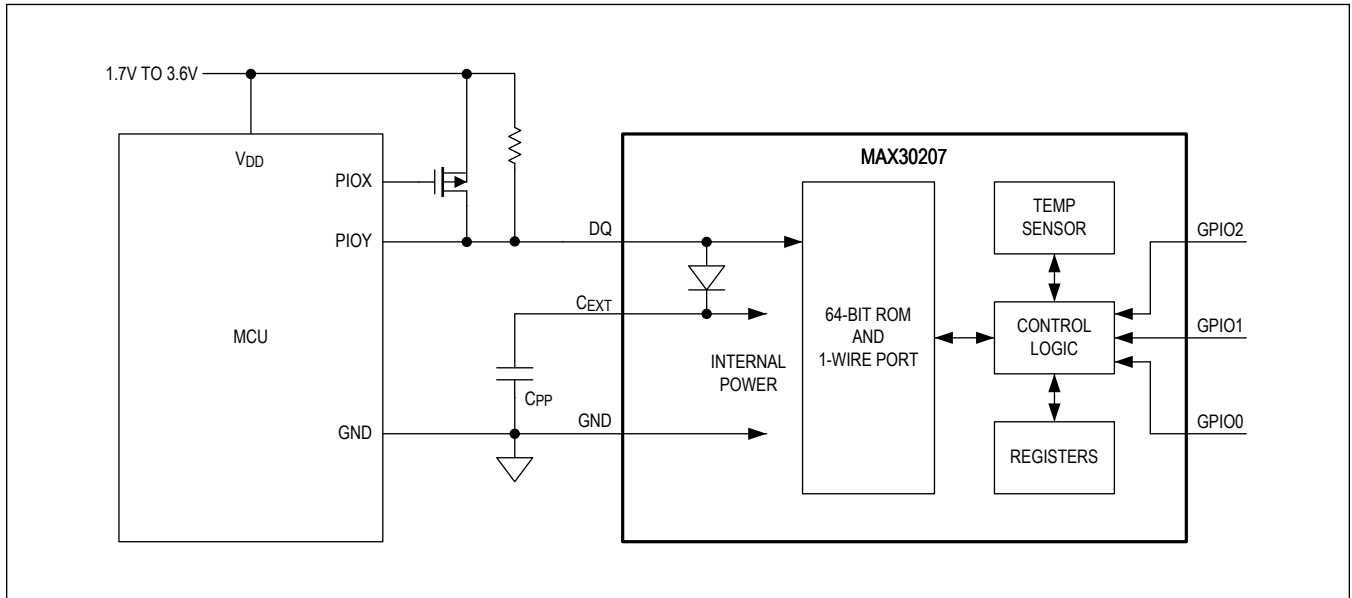 1.7V TO 3.6V
VDD
PIOX
PIOY
MCU
GND
CPP
CEXT
DQ
GND
MAX30207
INTERNAL
POWER
64-BIT ROM
AND
1-WIRE PORT
TEMP
SENSOR
CONTROL
LOGIC
REGISTERS
GPIO2
GPIO1
GPIO0